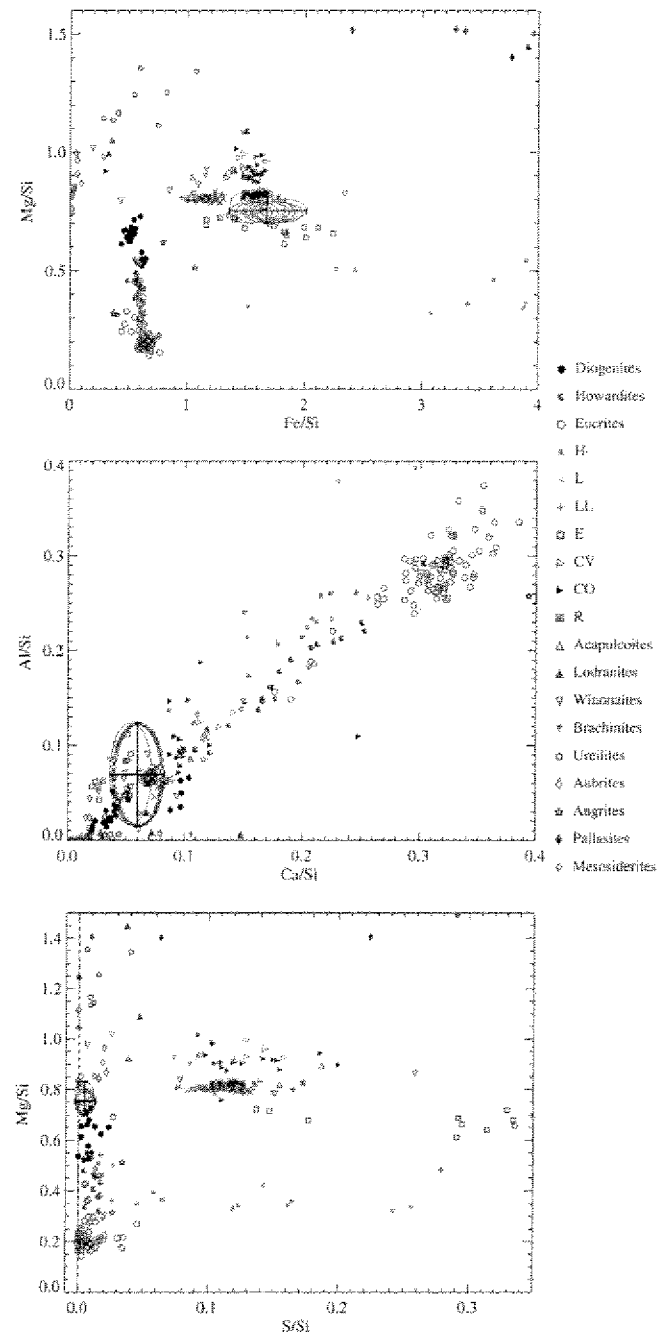 1.5
1.0
0.5
0.0
Mg/Si
0 1 2 3 4
Fe/Si
Diogenites
Howardites
Eucrites
H
L
LL
E
CV
CO
R
Acapulcoites
Lodranites
Winonaites
Brachinites
Ureilites
Aubrites
Angrites
Pallasites
Mesosiderites
0.4
0.3
0.2
0.1
0.0
Al/Si
0.0 0.1 0.2 0.3 0.4
Ca/Si
1.4
1.2
1.0
0.8
0.6
0.4
0.2
0.0
Mg/Si
0.0 0.1 0.2 0.3
S/Si